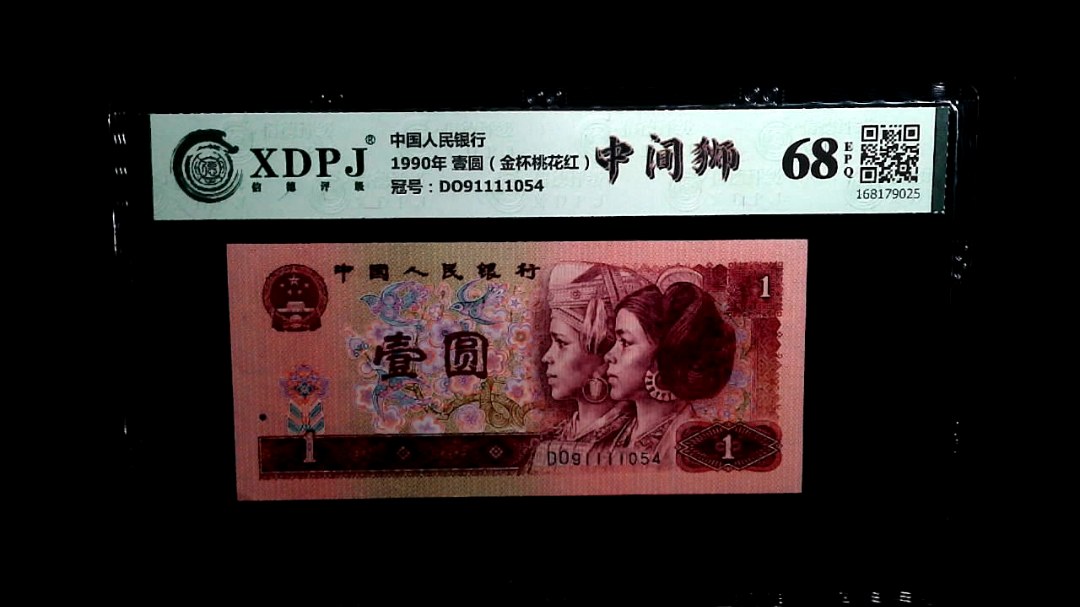 XDPJ®
信德评级
中国人民银行
1990年 壹圆（金杯桃花红）
冠号：DO91111054
中间狮
68
EPQ
168179025
中国人民银行
1
壹圆
1
DO91111054
1